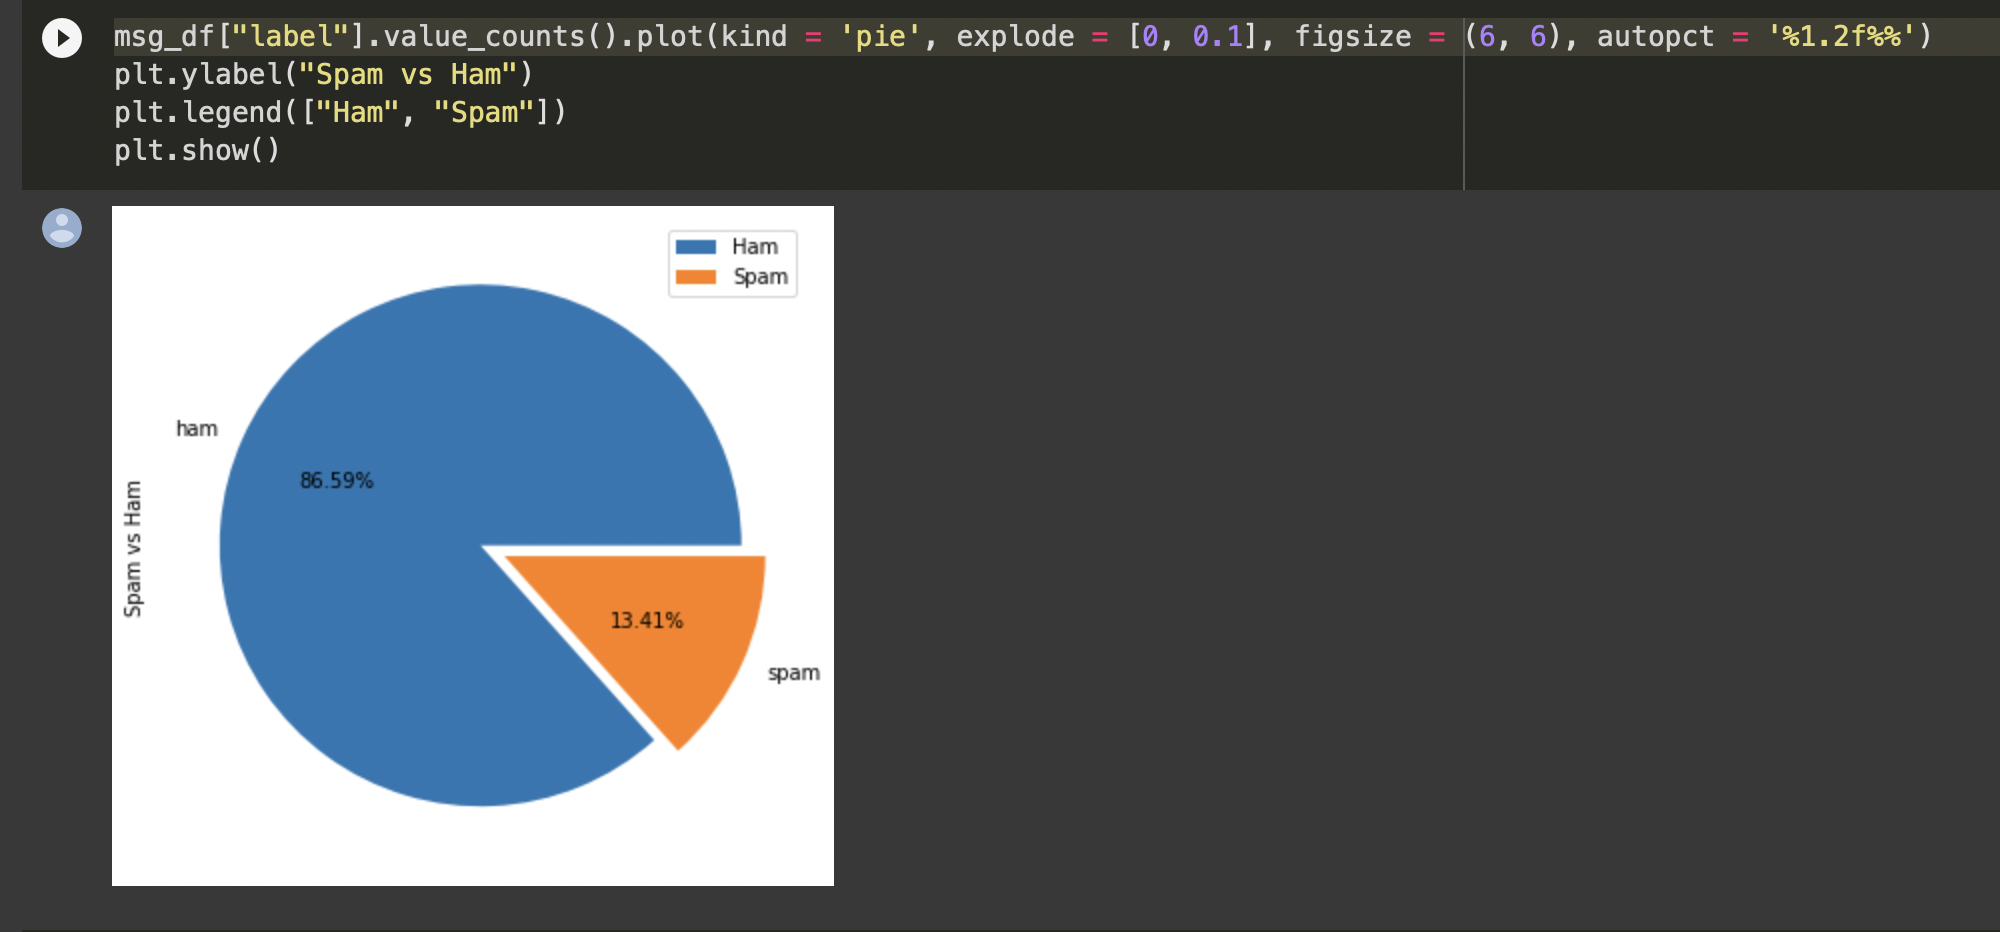 msg_df["label"].value_counts().plot(kind = 'pie', explode = [0, 0.1], figsize = (6, 6), autopct = '%1.2f%%')
plt.ylabel("Spam vs Ham")
plt.legend(["Ham", "Spam"])
plt.show()
Ham
Spam
ham
86.59%
Spam vs Ham
13.41%
spam